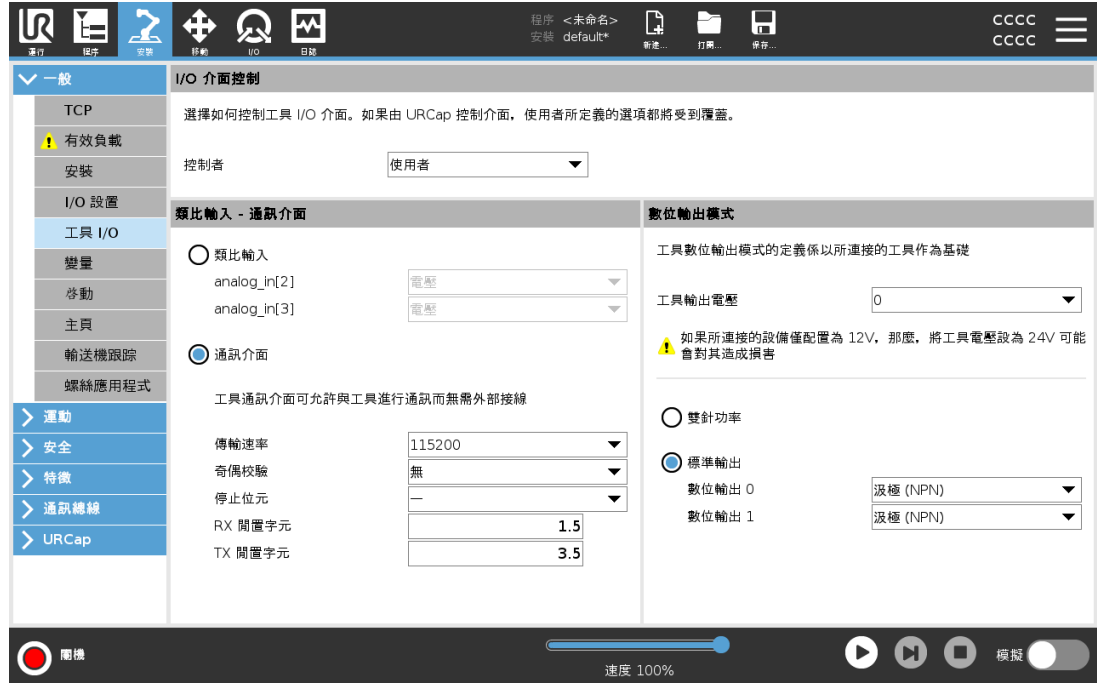 UR
運行
程序
安裝
移動
I/O
日誌
程序 <未命名>
安裝 default*
新建...
打開...
保存...
CCCC
CCCC
一般
TCP
有效負載
安裝
I/O 設置
工具 I/O
變量
啓動
主頁
輸送機跟踪
螺絲應用程式
運動
安全
特徵
通訊總線
URCap
I/O 介面控制
選擇如何控制工具 I/O 介面。如果由 URCap 控制介面，使用者所定義的選項都將受到覆蓋。
控制者
使用者
類比輸入 - 通訊介面
類比輸入
analog_in[2]
電壓
analog_in[3]
電壓
通訊介面
工具通訊介面可允許與工具進行通訊而無需外部接線
傳輸速率
115200
奇偶校驗
無
停止位元
一
RX 閒置字元
1.5
TX 閒置字元
3.5
數位輸出模式
工具數位輸出模式的定義係以所連接的工具作為基礎
工具輸出電壓
0
如果所連接的設備僅配置為 12V，那麼，將工具電壓設為 24V 可能
會對其造成損害
雙針功率
標準輸出
數位輸出 0
汲極 (NPN)
數位輸出 1
汲極 (NPN)
關機
速度 100%
模擬